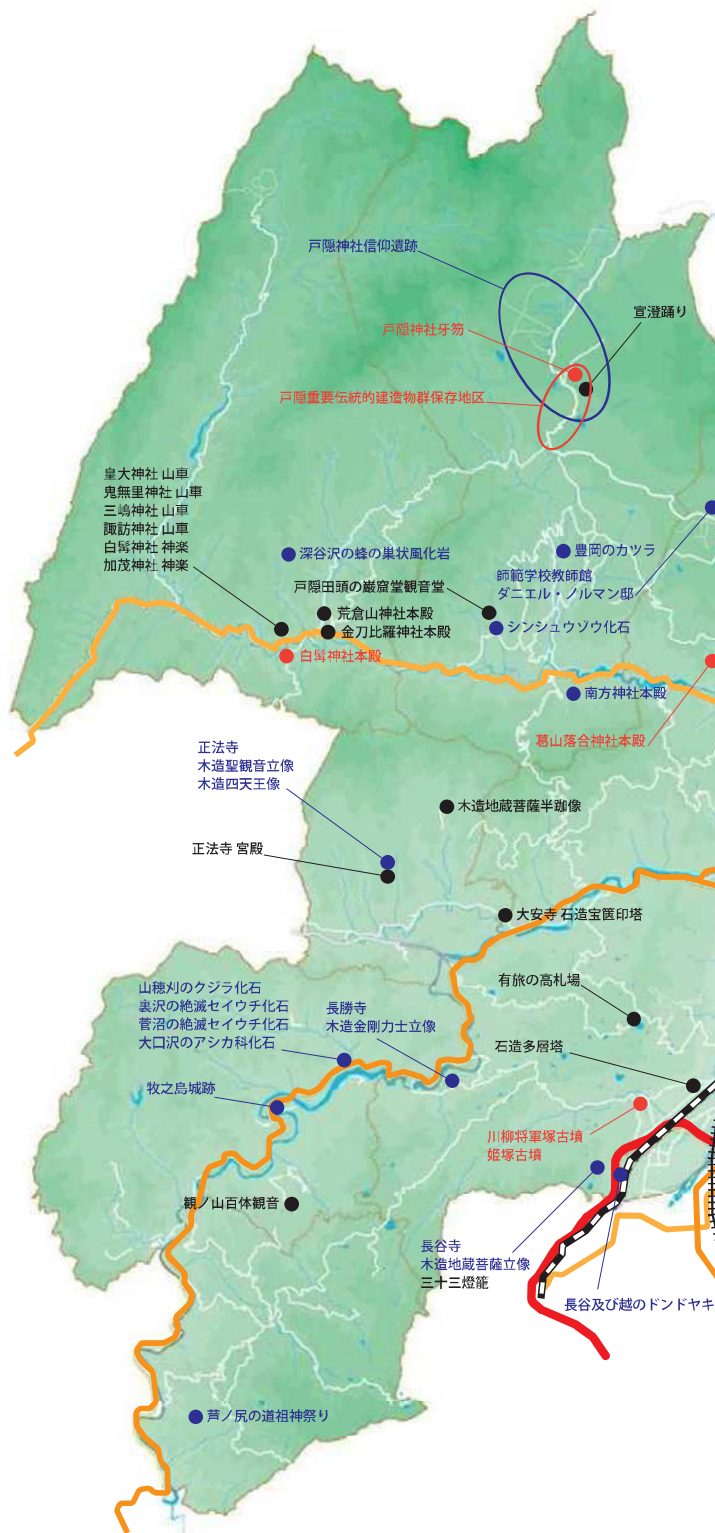 戸隠神社信仰遺跡
宣澄踊り
戸隠神社牙笏
戸隠重要伝統的建造物群保存地区
皇大神社 山車
鬼無里神社 山車
三嶋神社 山車
諏訪神社 山車
白髯神社 神楽
加茂神社 神楽
深谷沢の蜂の巣状風化岩
豊岡のカツラ
師範学校教師館
ダニエル・ノルマン邸
戸隠田頭の巌窟堂観音堂
荒倉山神社本殿
シンシュウゾウ化石
金刀比羅神社本殿
白髯神社本殿
南方神社本殿
葛山落合神社本殿
正法寺
木造聖観音立像
木造四天王像
木造地蔵菩薩半跏像
正法寺 宮殿
大安寺 石造宝篋印塔
有旅の高札場
山穂刈のクジラ化石
裏沢の絶滅セイウチ化石
菅沼の絶滅セイウチ化石
大口沢のアシカ科化石
長勝寺
木造金剛力士立像
石造多層塔
牧之島城跡
川柳将軍塚古墳
姫塚古墳
観ノ山百体観音
長谷寺
木造地蔵菩薩立像
三十三燈籠
長谷及び越のドンドヤキ
芦ノ尻の道祖神祭り